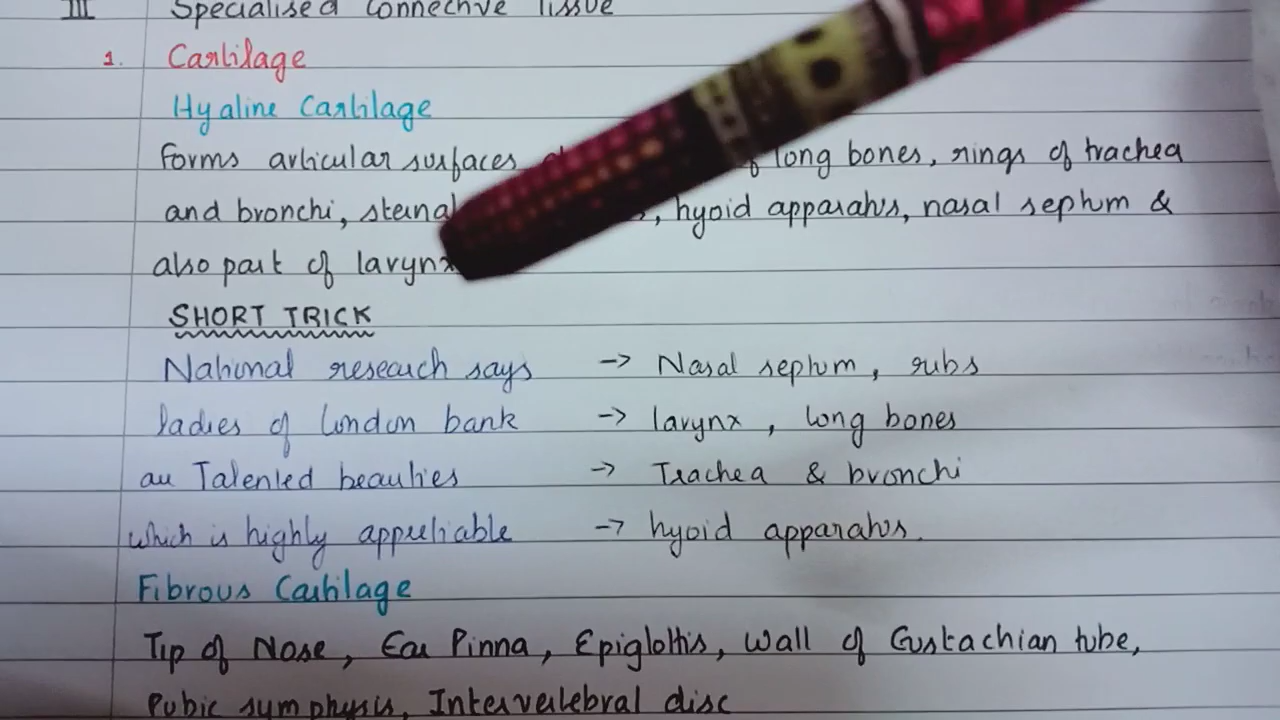 III Specialised Connective Tissue
1. Cartilage
Hyaline Cartilage
Forms articular surfaces of long bones, rings of trachea
and bronchi, sternal , hyoid apparatus, nasal septum &
also part of larynx
SHORT TRICK
National research says -> Nasal septum, ribs
ladies of London bank -> larynx, long bones
are Talented beauties -> Trachea & bronchi
which is highly appreciable -> hyoid apparatus.
Fibrous Cartilage
Tip of Nose, Ear Pinna, Epiglottis, Wall of Eustachian tube,
Pubic symphysis, Intervertebral disc